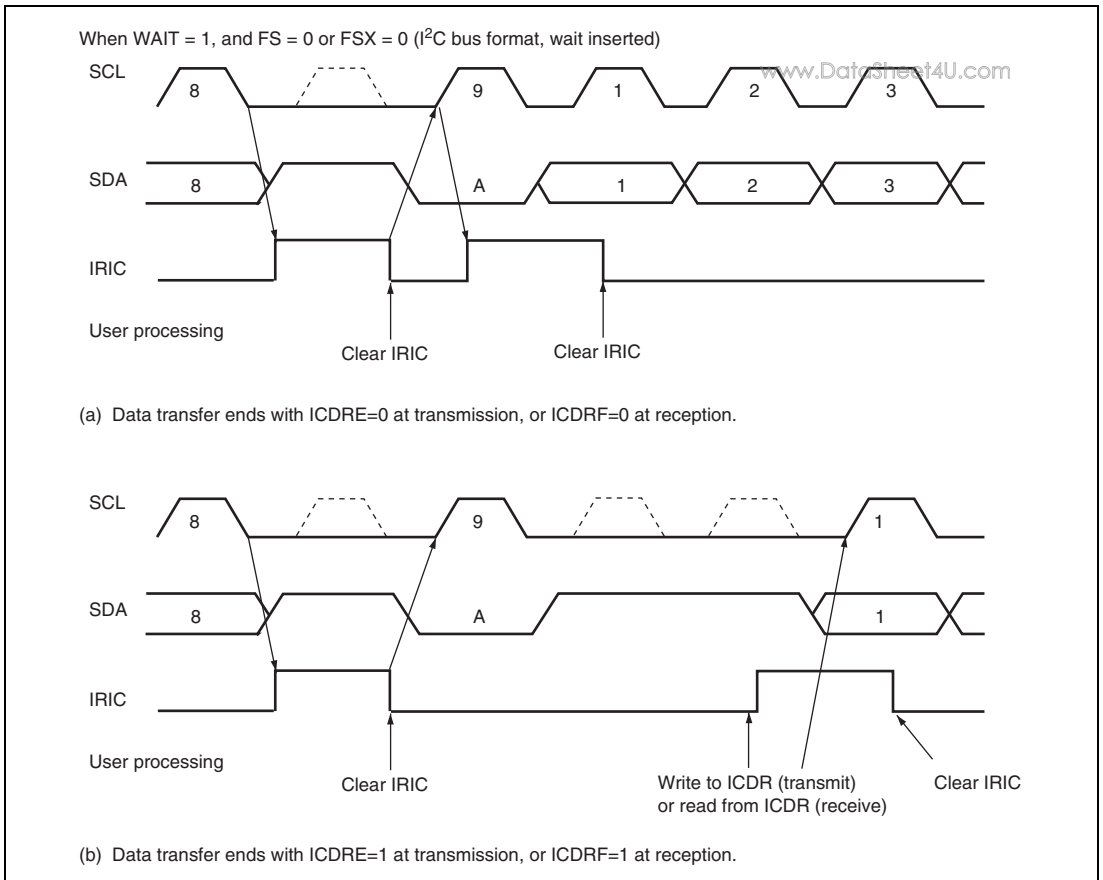 When WAIT = 1, and FS = 0 or FSX = 0 (I²C bus format, wait inserted)
www.DataSheet4U.com
SCL
8
9
1
2
3
SDA
8
A
1
2
3
IRIC
User processing
Clear IRIC
Clear IRIC
(a) Data transfer ends with ICDRE=0 at transmission, or ICDRF=0 at reception.
SCL
8
9
1
SDA
8
A
1
IRIC
User processing
Clear IRIC
Write to ICDR (transmit)
or read from ICDR (receive)
Clear IRIC
(b) Data transfer ends with ICDRE=1 at transmission, or ICDRF=1 at reception.